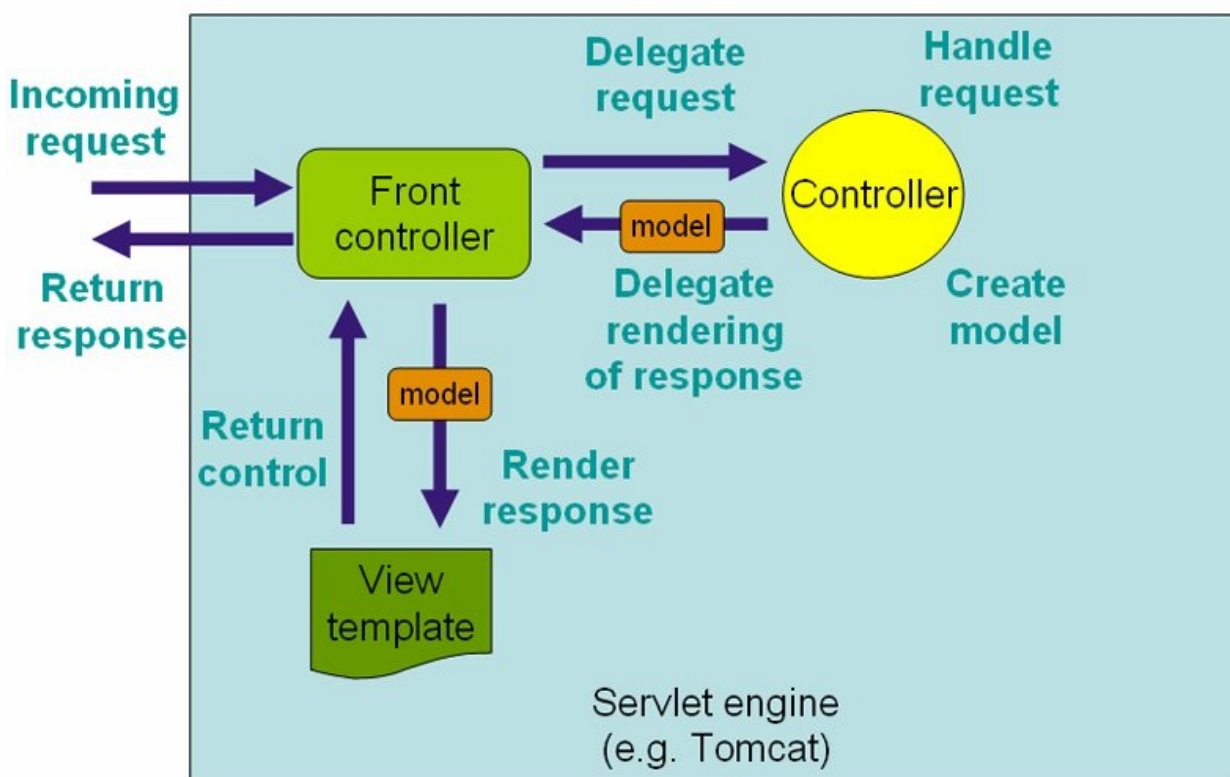 Incoming
request
Return
response
Front
controller
Delegate
request
Handle
request
Controller
model
Delegate
rendering
of response
Create
model
model
Return
control
Render
response
View
template
Servlet engine
(e.g. Tomcat)